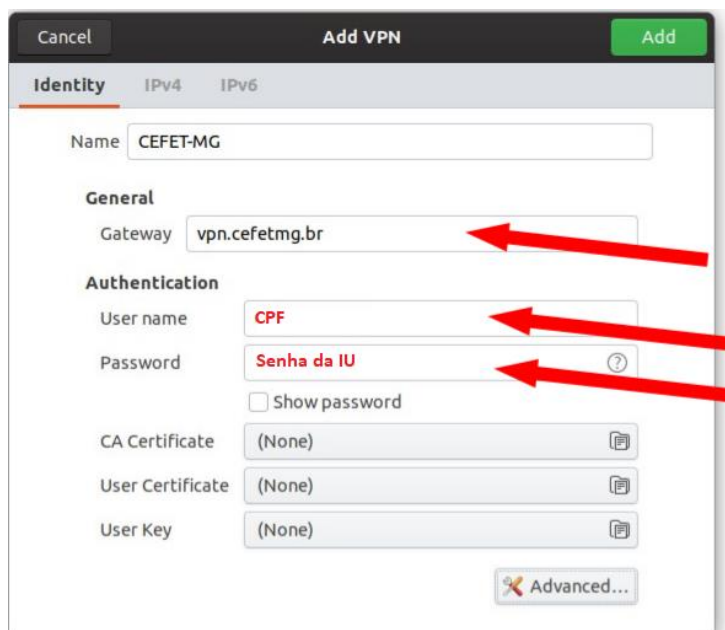 Cancel Add VPN Add
Identity IPv4 IPv6
Name CEFET-MG
General
Gateway vpn.cefetmg.br
Authentication
User name CPF
Password Senha da IU ?
Show password
CA Certificate (None)
User Certificate (None)
User Key (None)
Advanced...